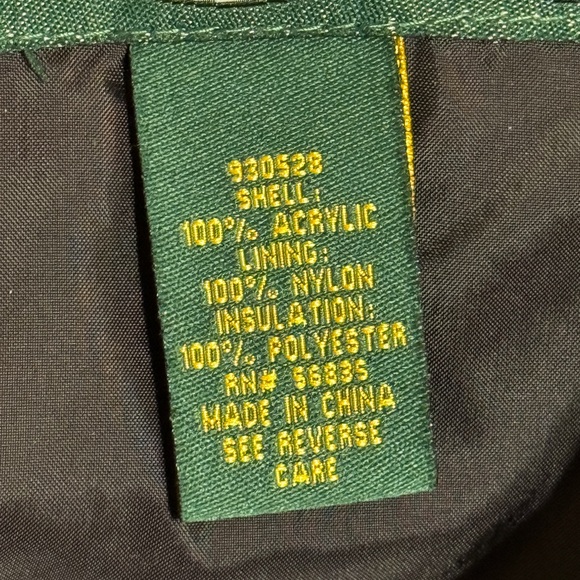 930528
SHELL:
100% ACRYLIC
LINING:
100% NYLON
INSULATION:
100% POLYESTER
RN# 56835
MADE IN CHINA
SEE REVERSE
CARE